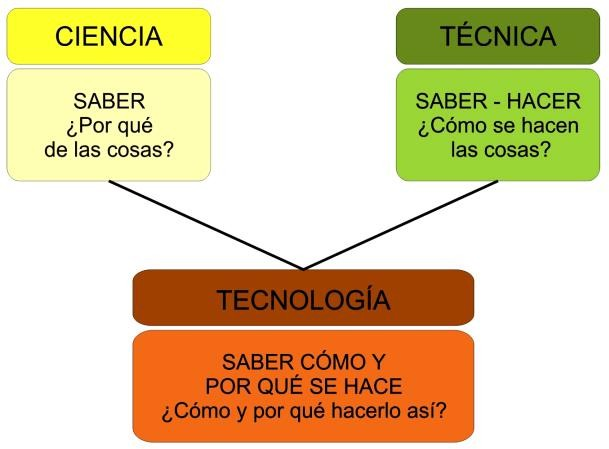 CIENCIA
SABER
¿Por qué
de las cosas?
TÉCNICA
SABER - HACER
¿Cómo se hacen
las cosas?
TECNOLOGÍA
SABER CÓMO Y
POR QUÉ SE HACE
¿Cómo y por qué hacerlo así?